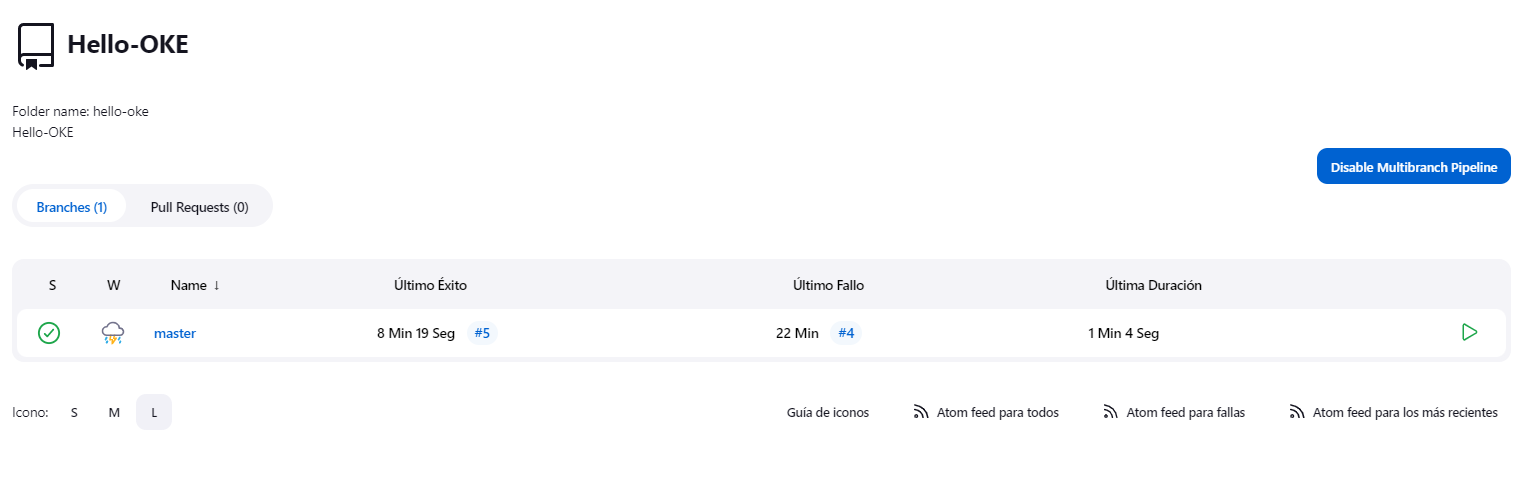 Hello-OKE
Folder name: hello-oke
Hello-OKE
Disable Multibranch Pipeline
Branches (1) Pull Requests (0)
S W Name ↓ Último Éxito Último Fallo Última Duración
master 8 Min 19 Seg #5 22 Min #4 1 Min 4 Seg
Icono: S M L Guía de iconos Atom feed para todos Atom feed para fallas Atom feed para los más recientes